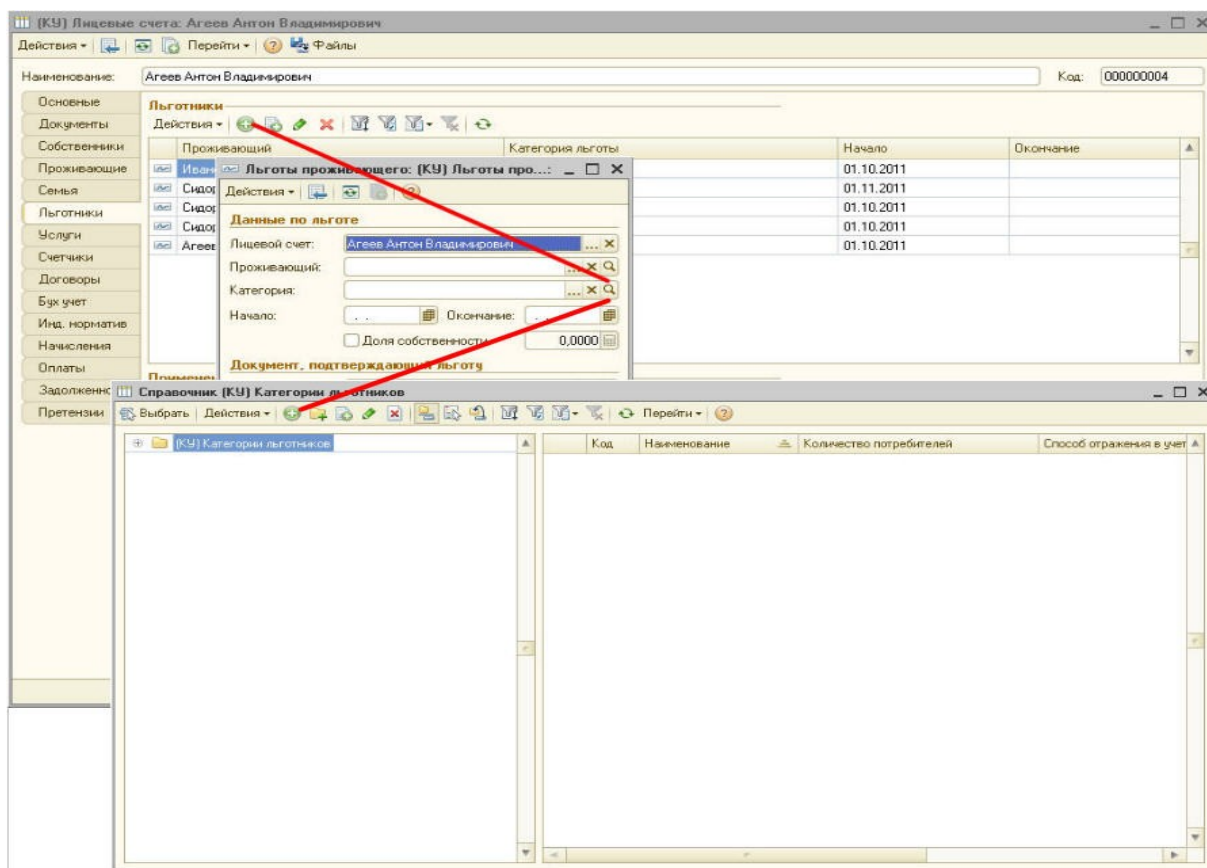 (КУ) Лицевые счета: Агеев Антон Владимирович
Действия Перейти Файлы
Наименование: Агеев Антон Владимирович Код: 000000004
Основные
Документы
Собственники
Проживающие
Семья
Льготники
Услуги
Счетчики
Договоры
Бух учет
Инд. норматив
Начисления
Оплаты
Претензии
Льготники
Действия
Проживающий Категория льготы Начало Окончание
01.10.2011
01.11.2011
01.10.2011
01.10.2011
Агеев 01.10.2011
Льготы проживающего: (КУ) Льготы про...:
Действия
Данные по льготе
Лицевой счет: Агеев Антон Владимирович
Проживающий:
Категория:
Начало: . . Окончание: . .
Доля собственности 0,0000
Документ, подтверждающий льготу
Справочник (КУ) Категории льготников
Выбрать Действия Перейти
(КУ) Категории льготников
Код Наименование Количество потребителей Способ отражения в учет